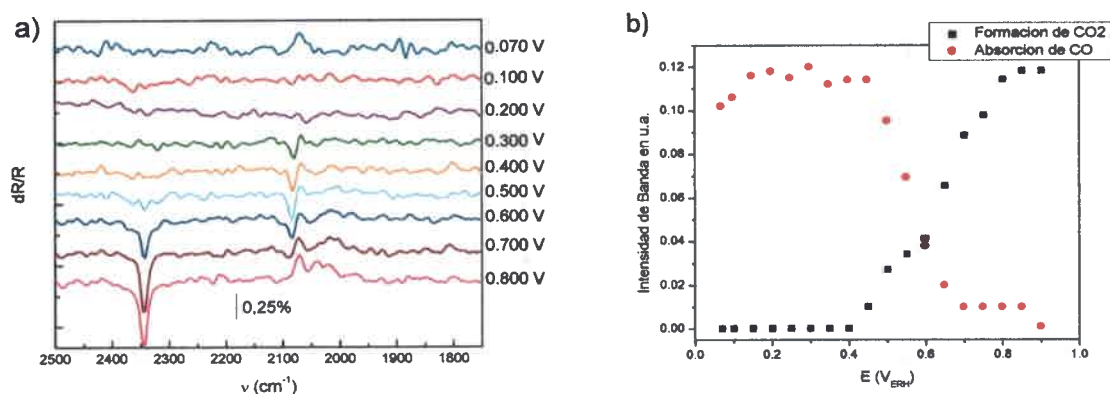 a)
0.070 V
0.100 V
0.200 V
0.300 V
0.400 V
0.500 V
0.600 V
0.700 V
0.800 V
0,25%
dR/R
2500 2400 2300 2200 2100 2000 1900 1800
ν (cm⁻¹)
b)
Formacion de CO2
Absorcion de CO
Intensidad de Banda en u.a.
0.12
0.10
0.08
0.06
0.04
0.02
0.00
0.0 0.2 0.4 0.6 0.8 1.0
E (V_ERH)